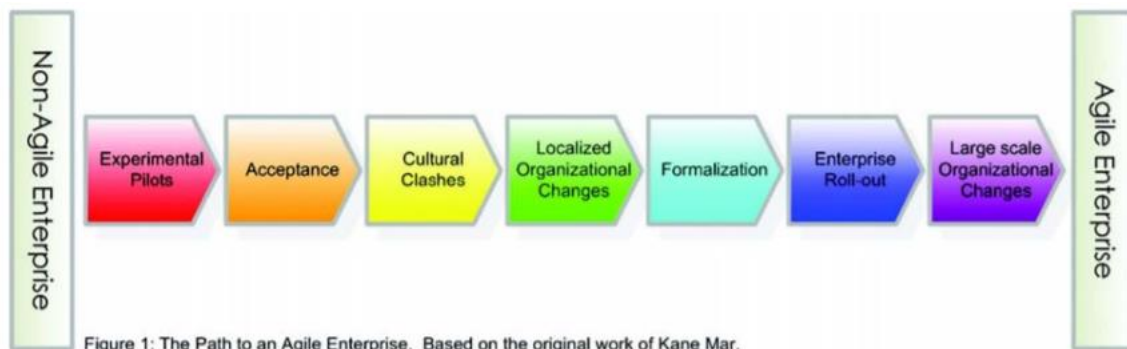 Non-Agile Enterprise
Experimental
Pilots
Acceptance
Cultural
Clashes
Localized
Organizational
Changes
Formalization
Enterprise
Roll-out
Large scale
Organizational
Changes
Agile Enterprise
Figure 1: The Path to an Agile Enterprise. Based on the original work of Kane Mar.